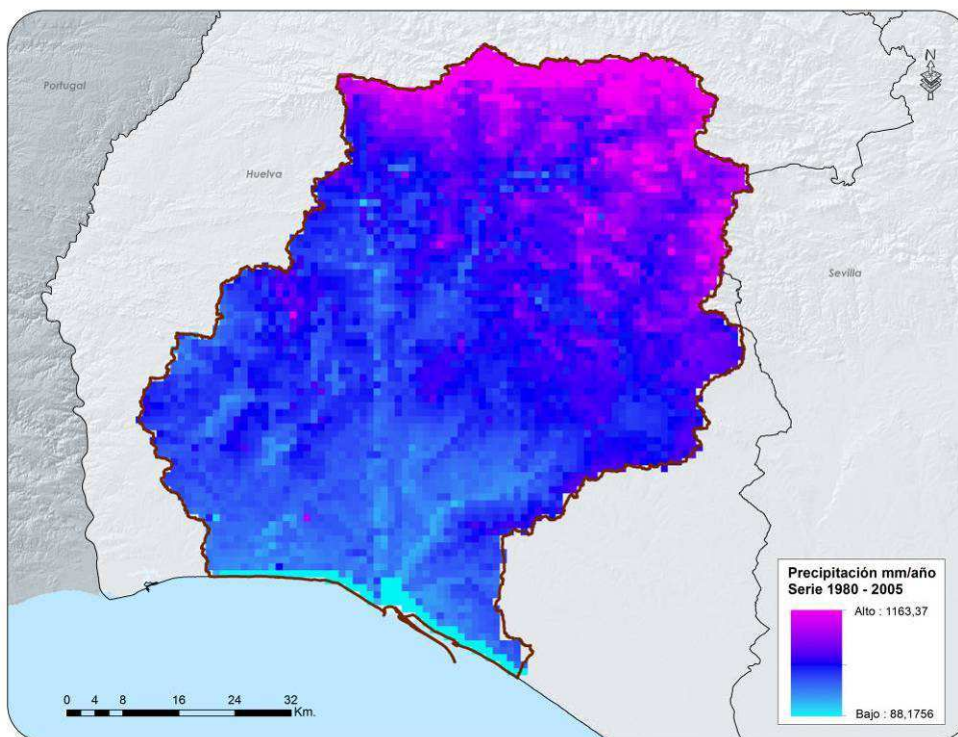 N
Portugal
Huelva
Sevilla
Precipitación mm/año
Serie 1980 - 2005
Alto : 1163,37
Bajo : 88,1756
0 4 8 16 24 32
Km.